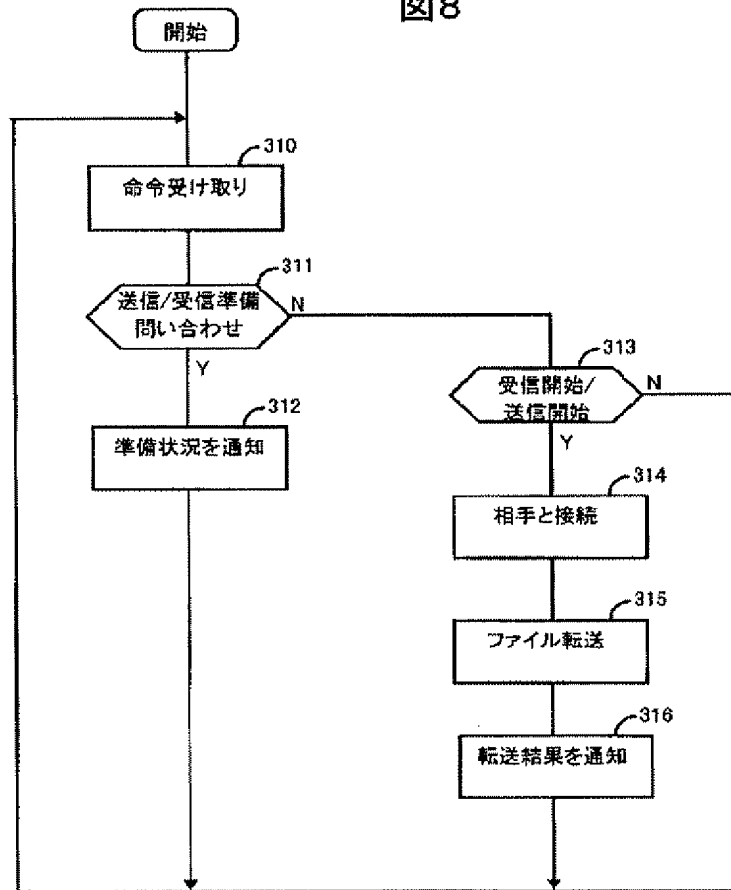 図8
開始
310
命令受け取り
311
送信/受信準備
問い合わせ
N
Y
313
受信開始/
送信開始
N
Y
312
準備状況を通知
314
相手と接続
315
ファイル転送
316
転送結果を通知